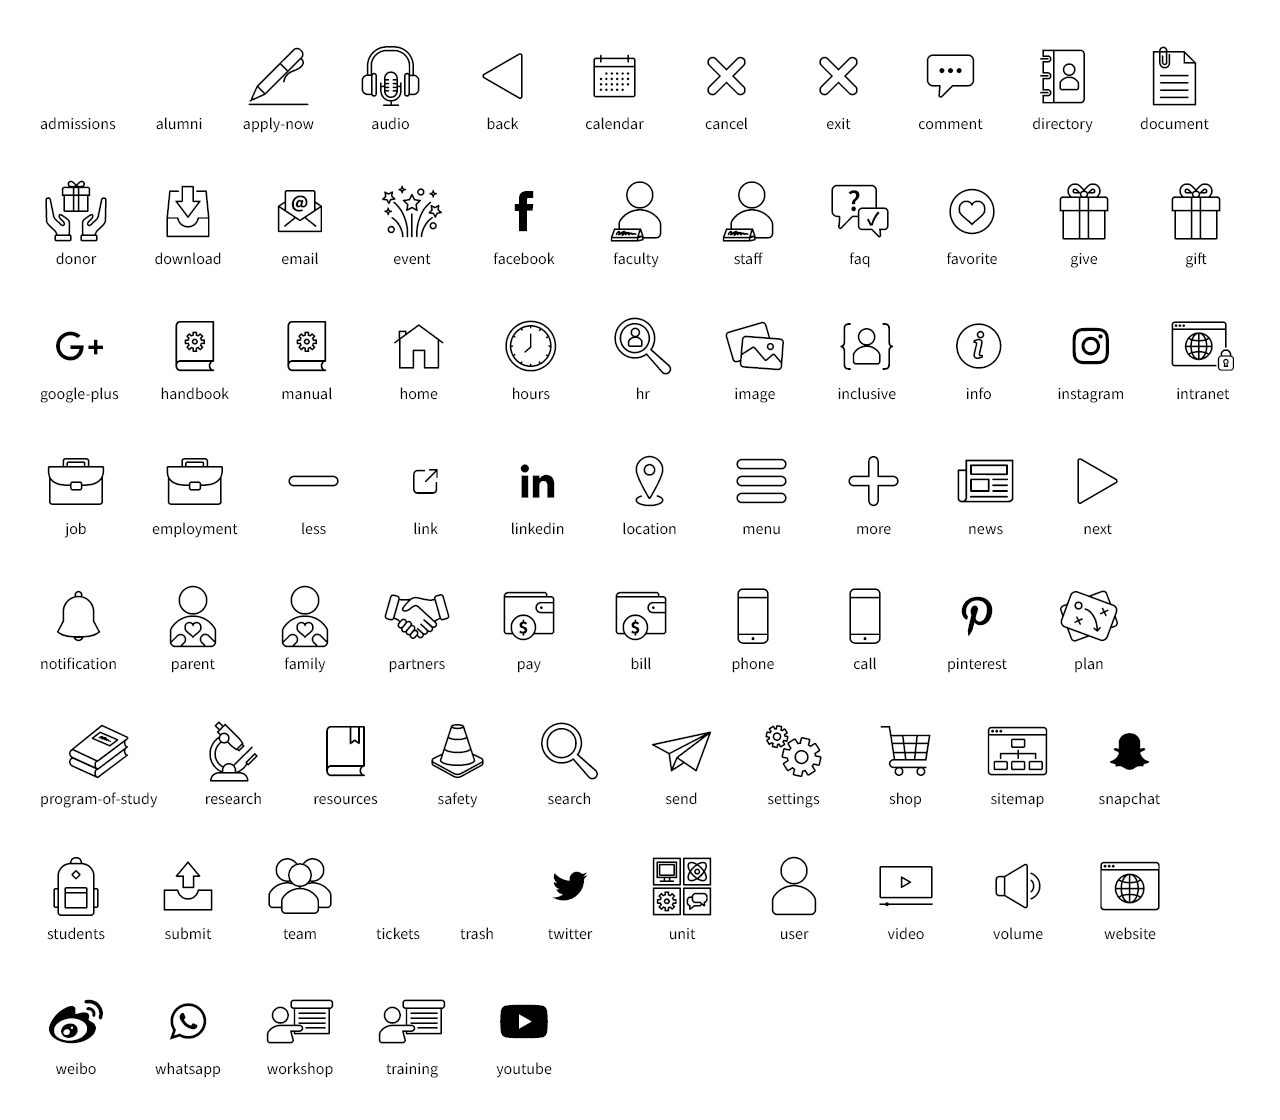 admissions alumni apply-now audio back calendar cancel exit comment directory document
@ ?
donor download email event facebook faculty staff faq favorite give gift
G+ i
google-plus handbook manual home hours hr image inclusive info instagram intranet
in
job employment less link linkedin location menu more news next
$ $
notification parent family partners pay bill phone call pinterest plan
program-of-study research resources safety search send settings shop sitemap snapchat
students submit team tickets trash twitter unit user video volume website
weibo whatsapp workshop training youtube